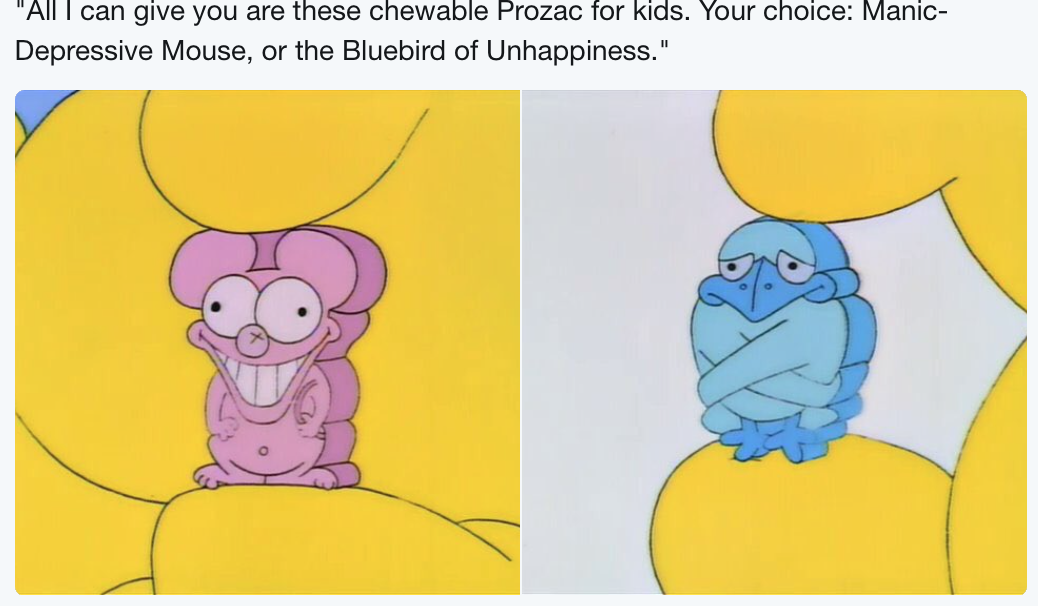 "All I can give you are these chewable Prozac for kids. Your choice: Manic-
Depressive Mouse, or the Bluebird of Unhappiness."